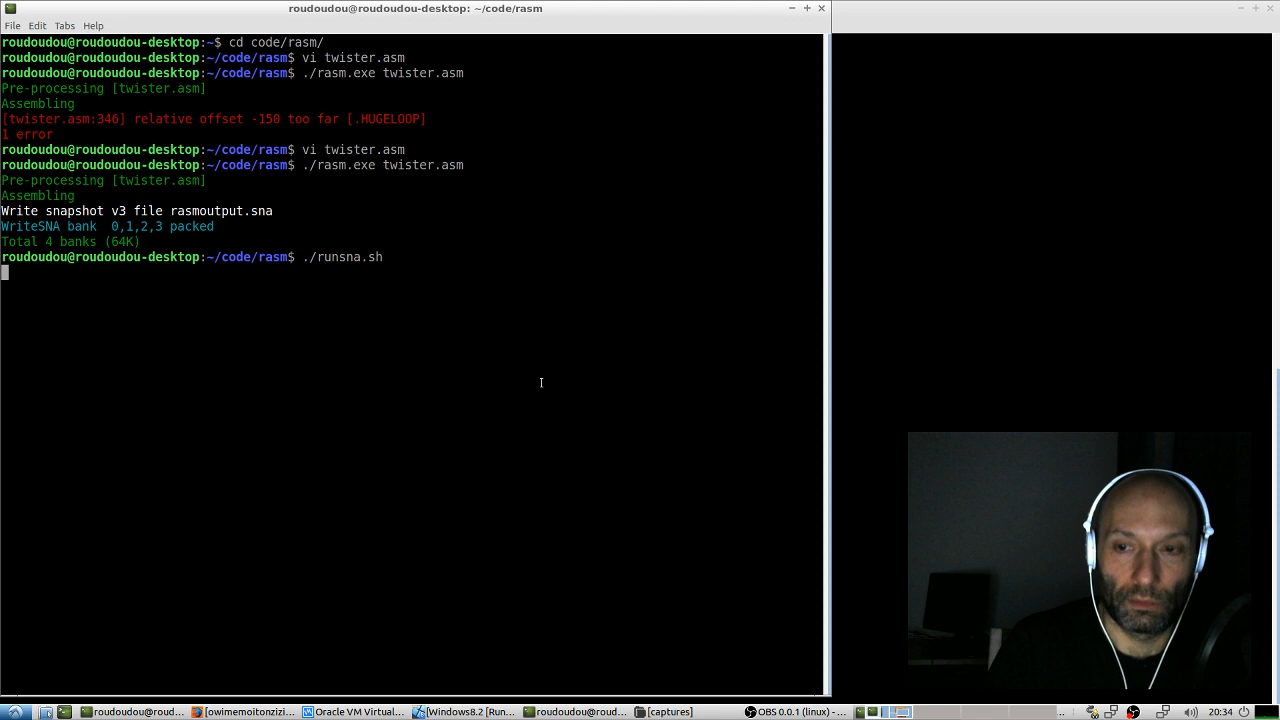 roudoudou@roudoudou-desktop: ~/code/rasm
File Edit Tabs Help
roudoudou@roudoudou-desktop:~$ cd code/rasm/
roudoudou@roudoudou-desktop:~/code/rasm$ vi twister.asm
roudoudou@roudoudou-desktop:~/code/rasm$ ./rasm.exe twister.asm
Pre-processing [twister.asm]
Assembling
[twister.asm:346] relative offset -150 too far [.HUGELOOP]
1 error
roudoudou@roudoudou-desktop:~/code/rasm$ vi twister.asm
roudoudou@roudoudou-desktop:~/code/rasm$ ./rasm.exe twister.asm
Pre-processing [twister.asm]
Assembling
Write snapshot v3 file rasmoutput.sna
WriteSNA bank  0,1,2,3 packed
Total 4 banks (64K)
roudoudou@roudoudou-desktop:~/code/rasm$ ./runsna.sh
roudoudou@roud... [owimemoitonzizi... Oracle VM Virtual... [Windows8.2 [Run... roudoudou@roud... [captures] OBS 0.0.1 (linux) -... .. 20:34